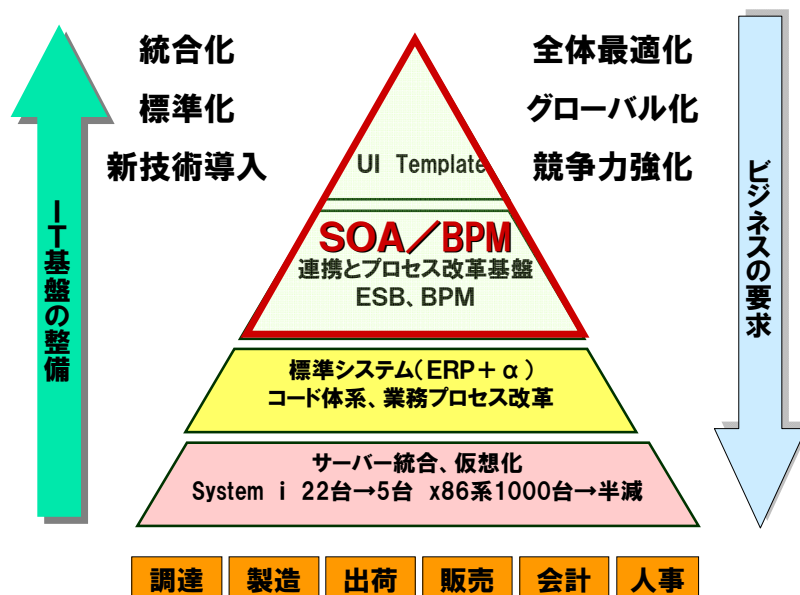 統合化
標準化
新技術導入
全体最適化
グローバル化
競争力強化
IT基盤の整備
ビジネスの要求
UI Template
SOA/BPM
連携とプロセス改革基盤
ESB、BPM
標準システム(ERP+α)
コード体系、業務プロセス改革
サーバー統合、仮想化
System i 22台→5台 x86系1000台→半減
調達 製造 出荷 販売 会計 人事